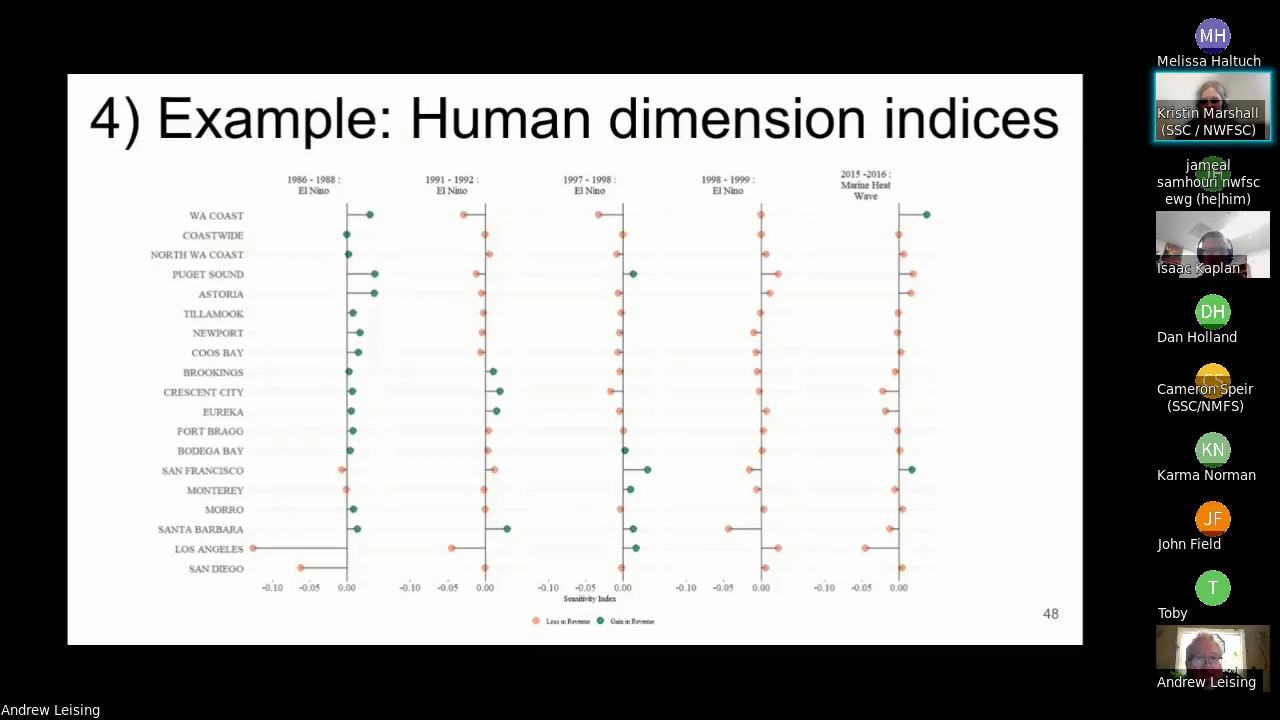 4) Example: Human dimension indices
1986 - 1988 :
El Nino
1991 - 1992 :
El Nino
1997 - 1998 :
El Nino
1998 - 1999 :
El Nino
2015 -2016 :
Marine Heat
Wave
WA COAST
COASTWIDE
NORTH WA COAST
PUGET SOUND
ASTORIA
TILLAMOOK
NEWPORT
COOS BAY
BROOKINGS
CRESCENT CITY
EUREKA
FORT BRAGG
BODEGA BAY
SAN FRANCISCO
MONTEREY
MORRO
SANTA BARBARA
LOS ANGELES
SAN DIEGO
-0.10 -0.05 0.00 -0.10 -0.05 0.00 -0.10 -0.05 0.00 -0.10 -0.05 0.00 -0.10 -0.05 0.00
Sensitivity Index
Loss in Revenue Gain in Revenue
48
MH
Melissa Haltuch
Kristin Marshall
(SSC / NWFSC)
JH
jameal
samhouri nwfsc
ewg (he|him)
Isaac Kaplan
DH
Dan Holland
CS
Cameron Speir
(SSC/NMFS)
KN
Karma Norman
JF
John Field
T
Toby
Andrew Leising
Andrew Leising